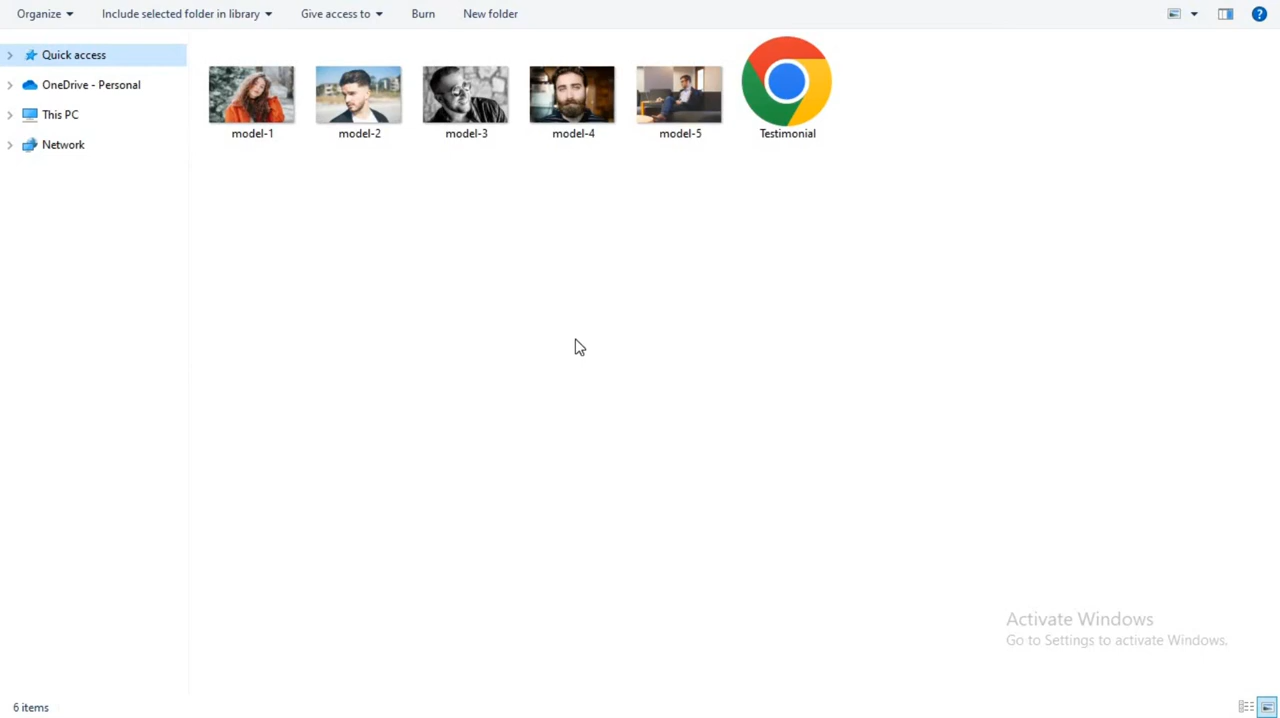 Organize
Include selected folder in library
Give access to
Burn
New folder
Quick access
OneDrive - Personal
This PC
Network
model-1
model-2
model-3
model-4
model-5
Testimonial
Activate Windows
Go to Settings to activate Windows.
6 items